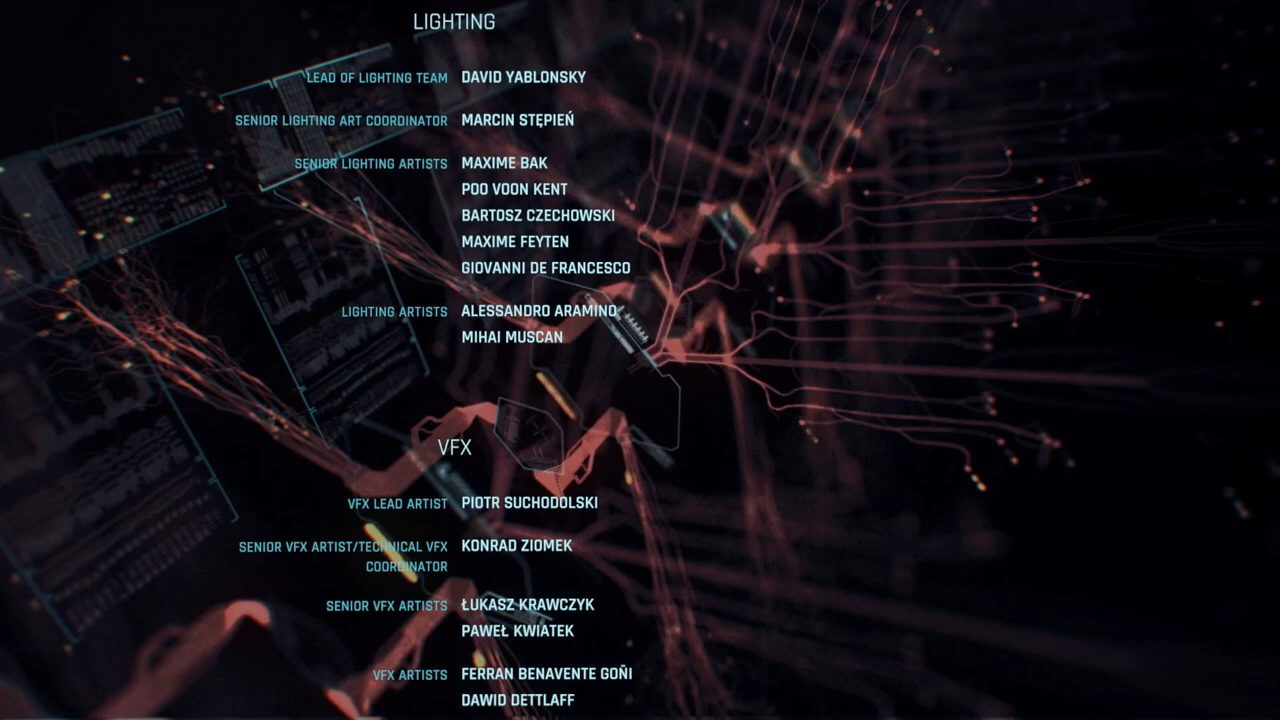 LIGHTING
LEAD OF LIGHTING TEAM DAVID YABLONSKY
SENIOR LIGHTING ART COORDINATOR MARCIN STĘPIEŃ
SENIOR LIGHTING ARTISTS MAXIME BAK
POO VOON KENT
BARTOSZ CZECHOWSKI
MAXIME FEYTEN
GIOVANNI DE FRANCESCO
LIGHTING ARTISTS ALESSANDRO ARAMINO
MIHAI MUSCAN
VFX
VFX LEAD ARTIST PIOTR SUCHODOLSKI
SENIOR VFX ARTIST/TECHNICAL VFX KONRAD ZIOMEK
COORDINATOR
SENIOR VFX ARTISTS ŁUKASZ KRAWCZYK
PAWEŁ KWIATEK
VFX ARTISTS FERRAN BENAVENTE GOÑI
DAWID DETTLAFF